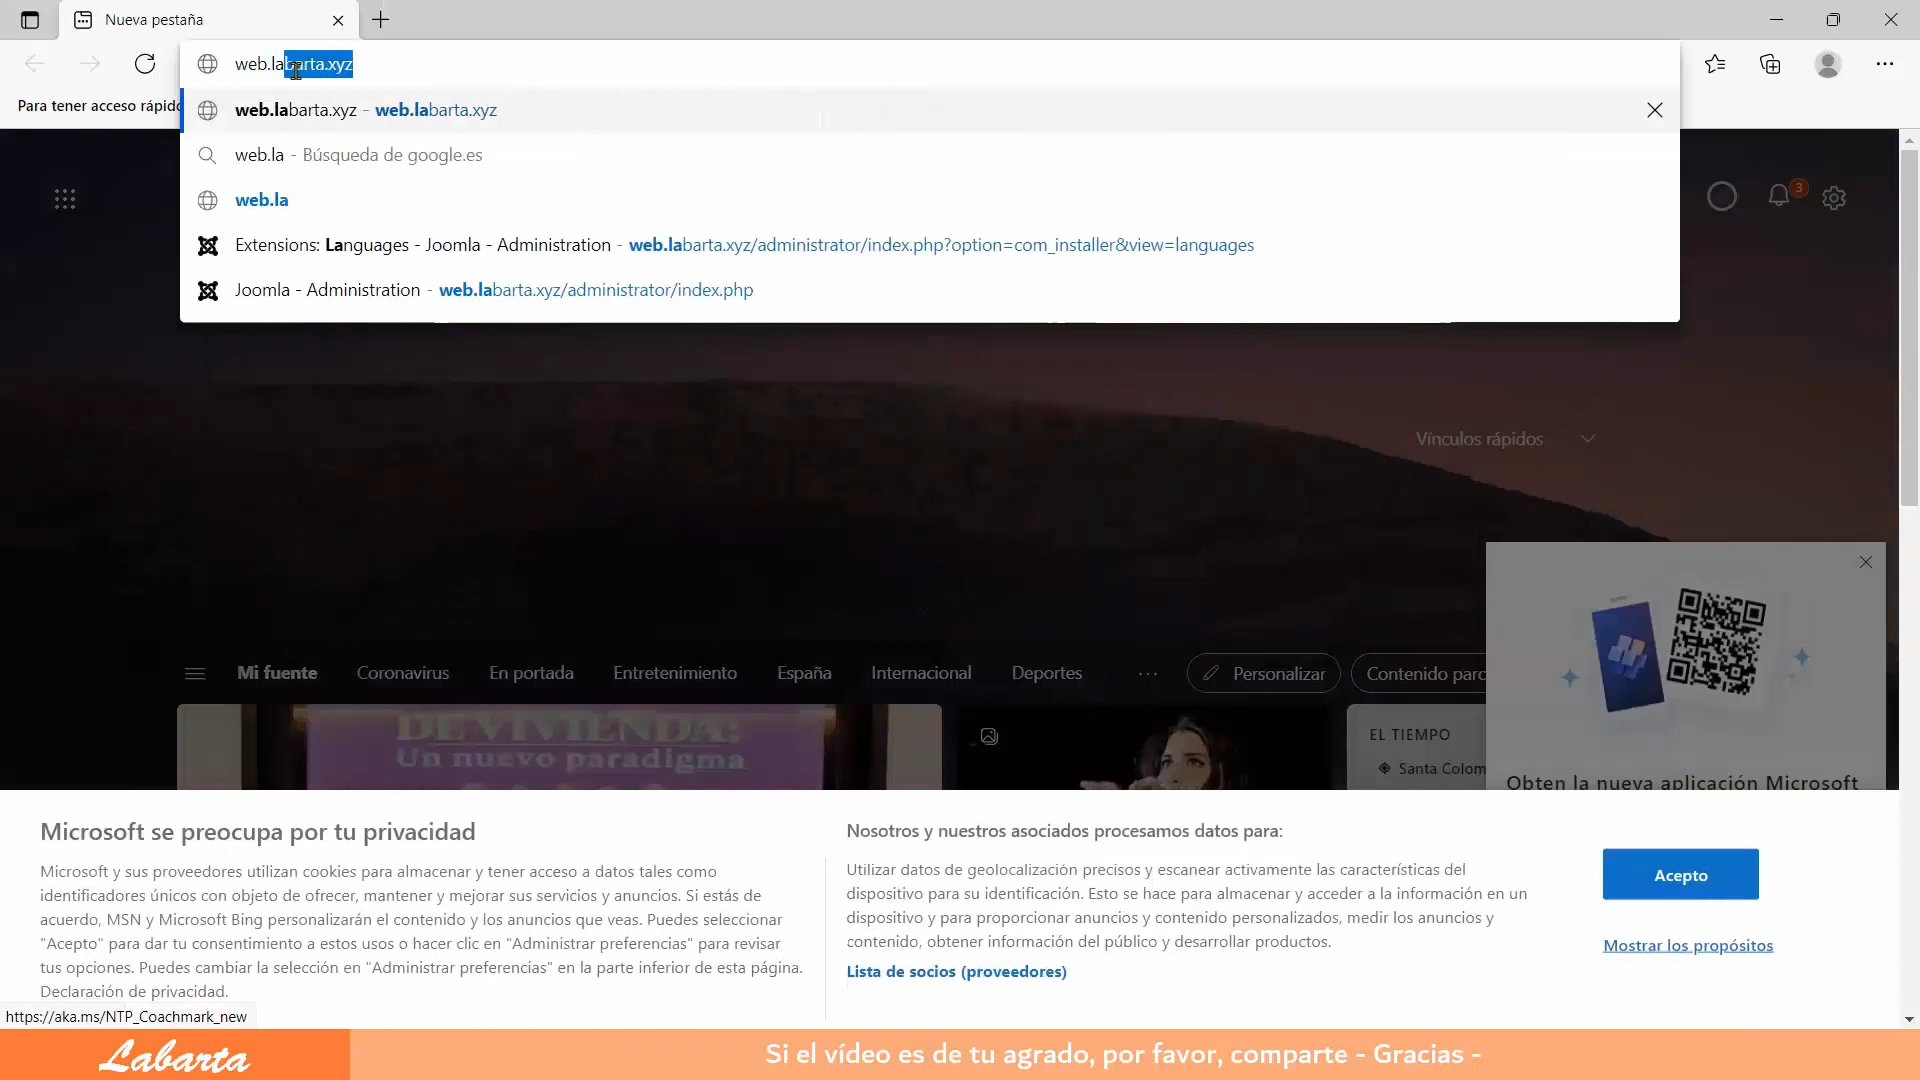 Nueva pestaña
web.labarta.xyz
Para tener acceso rápido
web.labarta.xyz - web.labarta.xyz
web.la - Búsqueda de google.es
web.la
Extensions: Languages - Joomla - Administration - web.labarta.xyz/administrator/index.php?option=com_installer&view=languages
Joomla - Administration - web.labarta.xyz/administrator/index.php
3
Vínculos rápidos
Mi fuente
Coronavirus
En portada
Entretenimiento
España
Internacional
Deportes
Personalizar
Contenido parc
DEVIVIENDA:
Un nuevo paradigma
EL TIEMPO
Santa Colom
Obten la nueva aplicación Microsoft
Microsoft se preocupa por tu privacidad
Microsoft y sus proveedores utilizan cookies para almacenar y tener acceso a datos tales como
identificadores únicos con objeto de ofrecer, mantener y mejorar sus servicios y anuncios. Si estás de
acuerdo, MSN y Microsoft Bing personalizarán el contenido y los anuncios que veas. Puedes seleccionar
"Acepto" para dar tu consentimiento a estos usos o hacer clic en "Administrar preferencias" para revisar
tus opciones. Puedes cambiar la selección en "Administrar preferencias" en la parte inferior de esta página.
Declaración de privacidad.
Nosotros y nuestros asociados procesamos datos para:
Utilizar datos de geolocalización precisos y escanear activamente las características del
dispositivo para su identificación. Esto se hace para almacenar y acceder a la información en un
dispositivo y para proporcionar anuncios y contenido personalizados, medir los anuncios y
contenido, obtener información del público y desarrollar productos.
Lista de socios (proveedores)
Acepto
Mostrar los propósitos
https://aka.ms/NTP_Coachmark_new
Labarta
Si el vídeo es de tu agrado, por favor, comparte - Gracias -